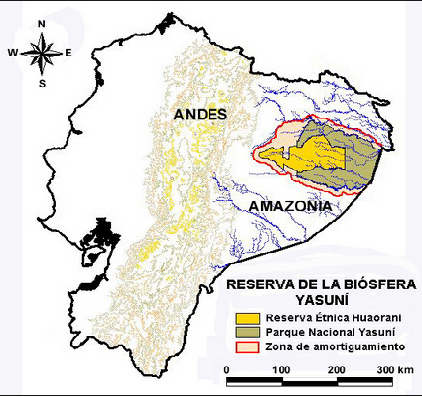 N
W E
S
ANDES
AMAZONIA
RESERVA DE LA BIÓSFERA
YASUNÍ
Reserva Étnica Huaorani
Parque Nacional Yasuní
Zona de amortiguamiento
0 100 200 300 km